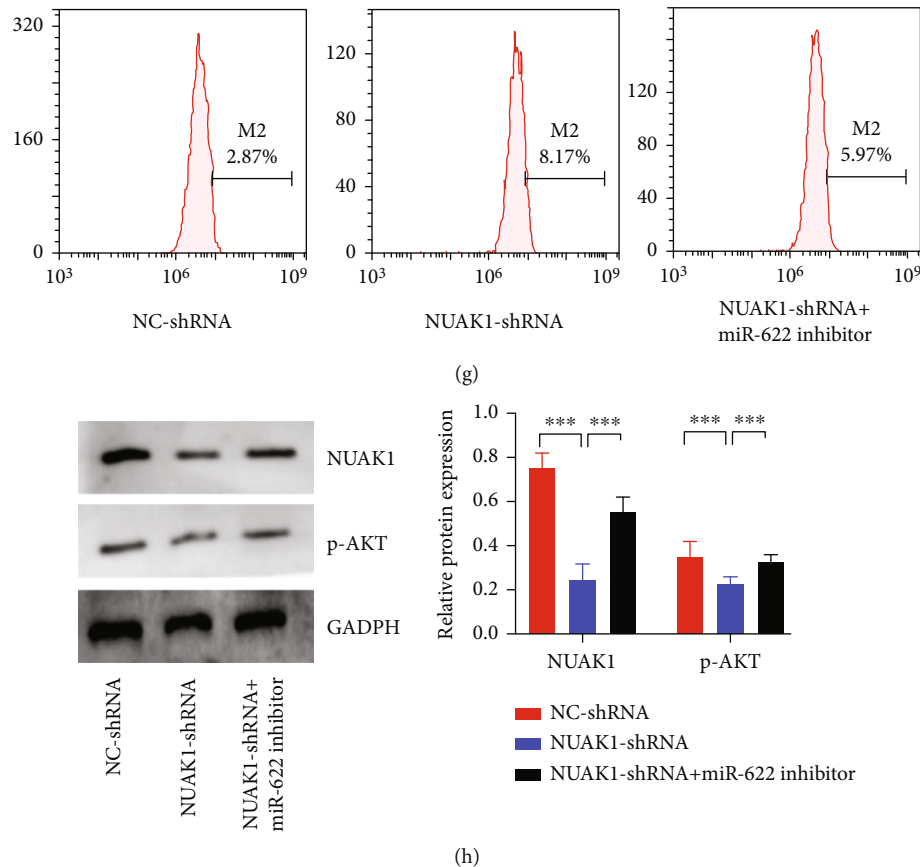 320
160
80
0
M2
2.87%
10³ 10⁶ 10⁹
NC-shRNA
120
80
40
0
M2
8.17%
10³ 10⁶ 10⁹
NUAK1-shRNA
160
120
80
40
0
M2
5.97%
10³ 10⁶ 10⁹
NUAK1-shRNA+
miR-622 inhibitor
(g)
NUAK1
p-AKT
GADPH
NC-shRNA
NUAK1-shRNA
NUAK1-shRNA+
miR-622 inhibitor
Relative protein expression
1.0
0.8
0.6
0.4
0.2
0.0
*** *** *** ***
NUAK1 p-AKT
NC-shRNA
NUAK1-shRNA
NUAK1-shRNA+miR-622 inhibitor
(h)